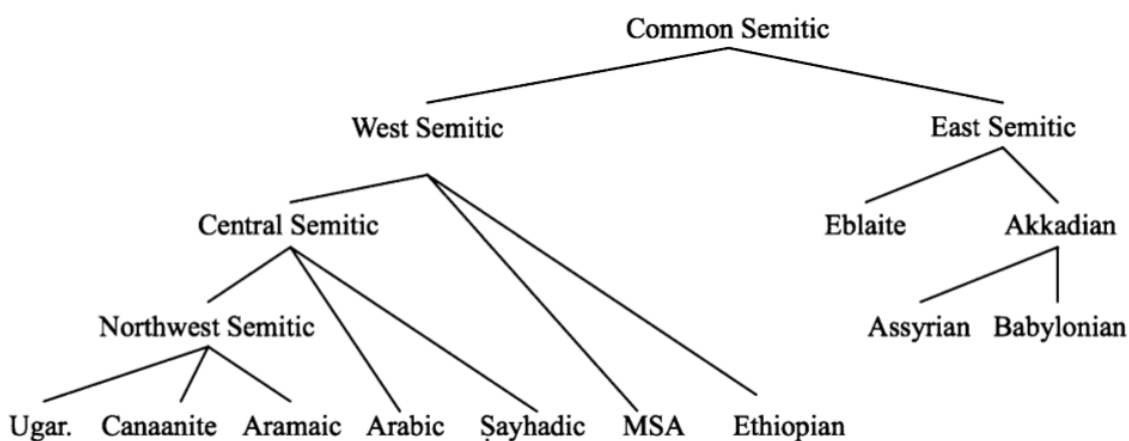 Common Semitic
West Semitic East Semitic
Central Semitic Eblaite Akkadian
Northwest Semitic Assyrian Babylonian
Ugar. Canaanite Aramaic Arabic Ṣayhadic MSA Ethiopian